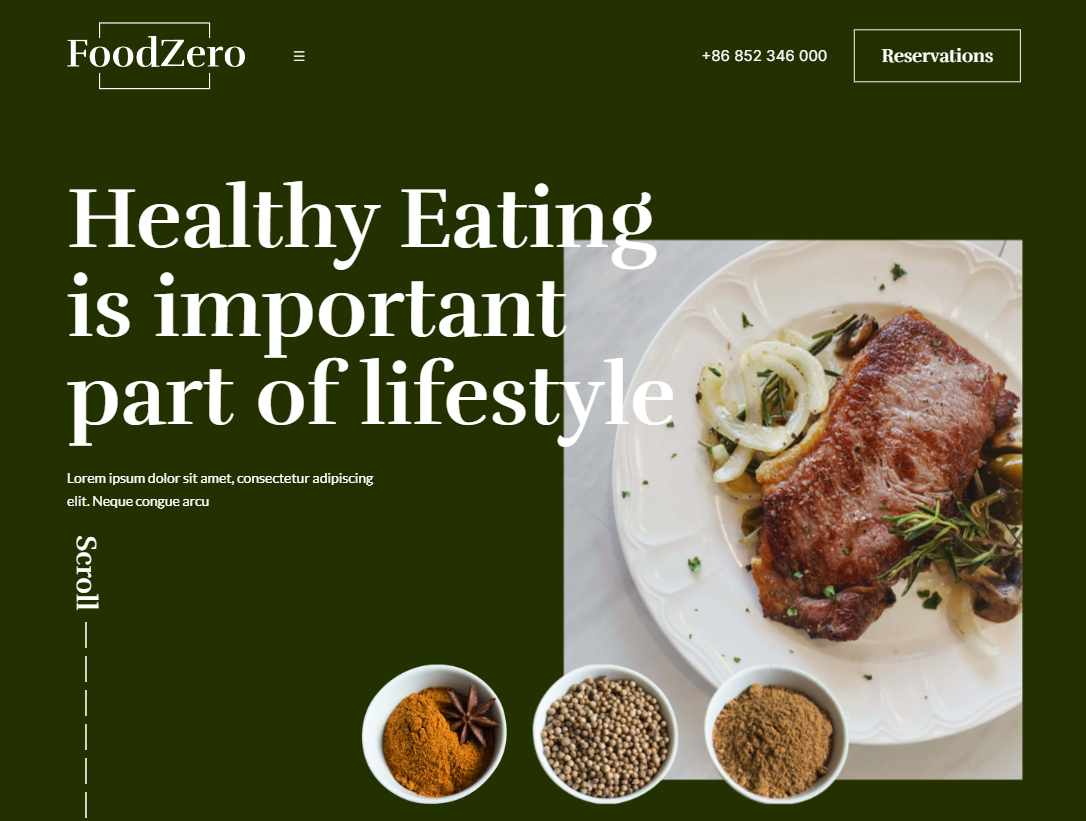 FoodZero
+86 852 346 000
Reservations
Healthy Eating
is important
part of lifestyle
Lorem ipsum dolor sit amet, consectetur adipiscing
elit. Neque congue arcu
Scroll